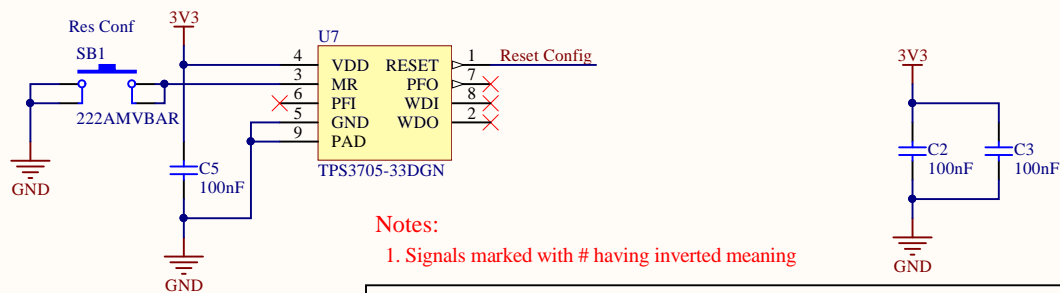 3V3
Res Conf
SB1
222AMVBAR
GND
C5
100nF
GND
U7
4 VDD RESET 1 Reset Config
3 MR PFO 7
6 PFI WDI 8
5 GND WDO 2
9 PAD
TPS3705-33DGN
3V3
C2
100nF
C3
100nF
GND
Notes:
1. Signals marked with # having inverted meaning